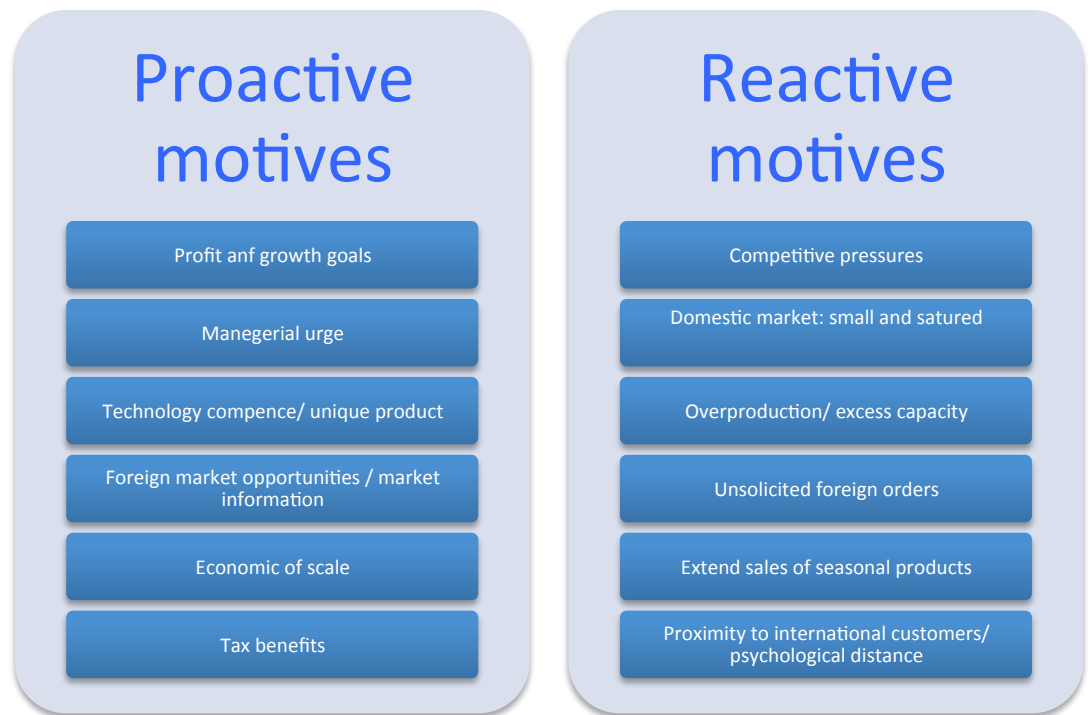 Proactive
motives
Profit anf growth goals
Manegerial urge
Technology compence/ unique product
Foreign market opportunities / market
information
Economic of scale
Tax benefits
Reactive
motives
Competitive pressures
Domestic market: small and satured
Overproduction/ excess capacity
Unsolicited foreign orders
Extend sales of seasonal products
Proximity to international customers/
psychological distance